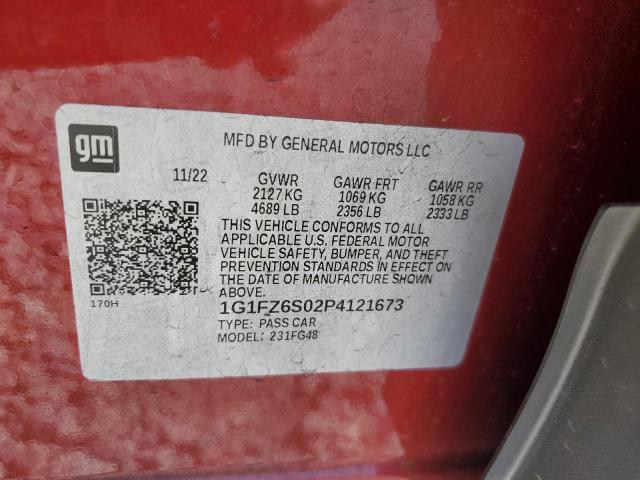 gm
MFD BY GENERAL MOTORS LLC
11/22 GVWR GAWR FRT GAWR RR
2127 KG 1069 KG 1058 KG
4689 LB 2356 LB 2333 LB
THIS VEHICLE CONFORMS TO ALL
APPLICABLE U.S. FEDERAL MOTOR
VEHICLE SAFETY, BUMPER, AND THEFT
PREVENTION STANDARDS IN EFFECT ON
THE DATE OF MANUFACTURE SHOWN
ABOVE.
170H
1G1FZ6S02P4121673
TYPE: PASS CAR
MODEL: 231FG48